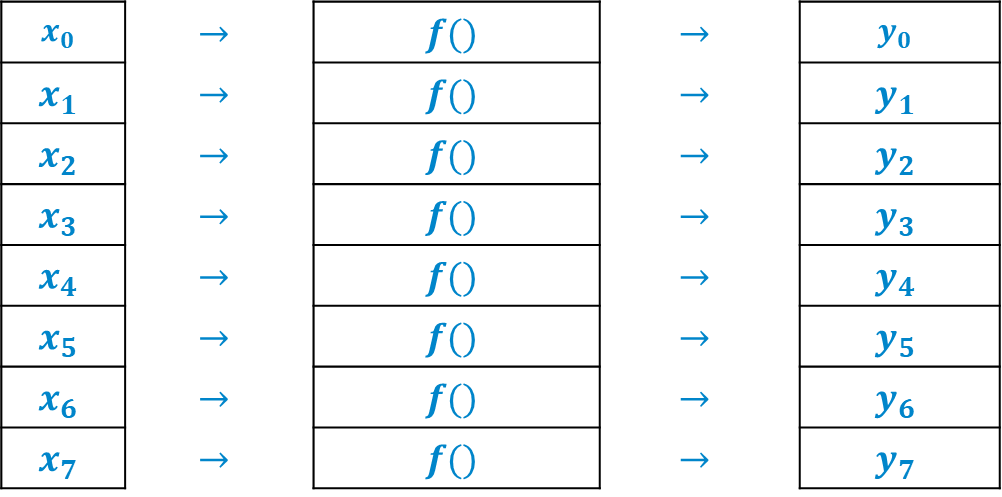 x₀ → f() → y₀
x₁ → f() → y₁
x₂ → f() → y₂
x₃ → f() → y₃
x₄ → f() → y₄
x₅ → f() → y₅
x₆ → f() → y₆
x₇ → f() → y₇